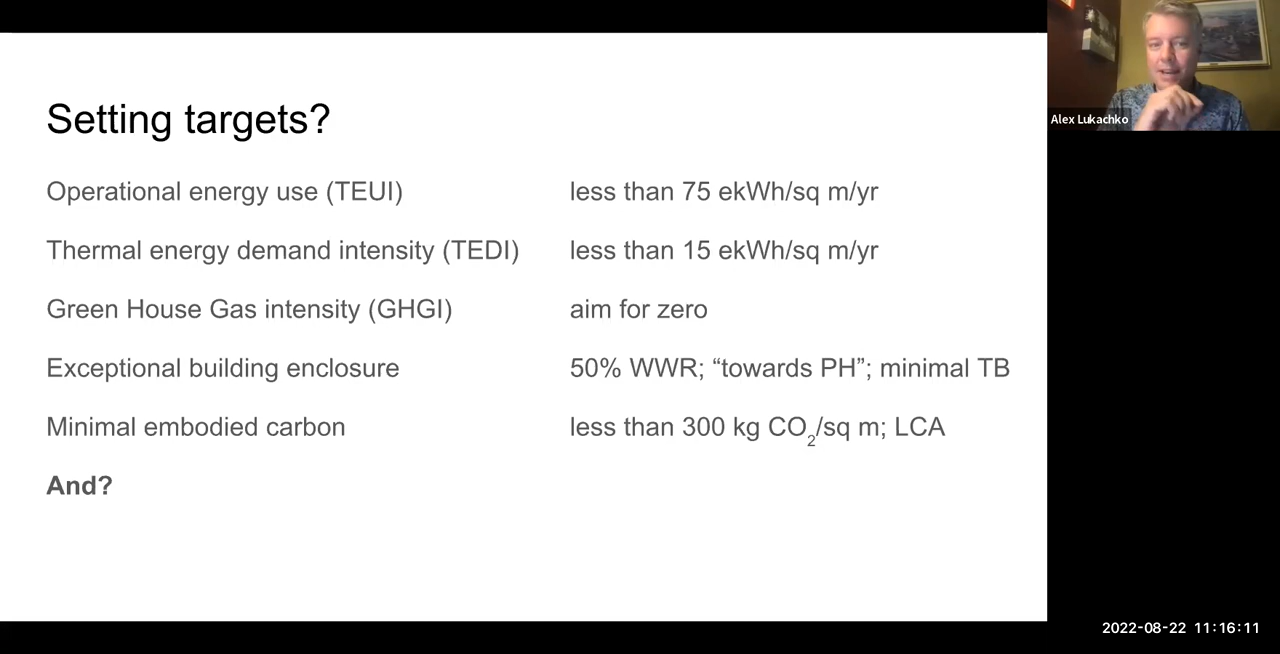 Setting targets?
Operational energy use (TEUI) less than 75 ekWh/sq m/yr
Thermal energy demand intensity (TEDI) less than 15 ekWh/sq m/yr
Green House Gas intensity (GHGI) aim for zero
Exceptional building enclosure 50% WWR; “towards PH”; minimal TB
Minimal embodied carbon less than 300 kg CO₂/sq m; LCA
And?
Alex Lukachko
2022-08-22 11:16:11